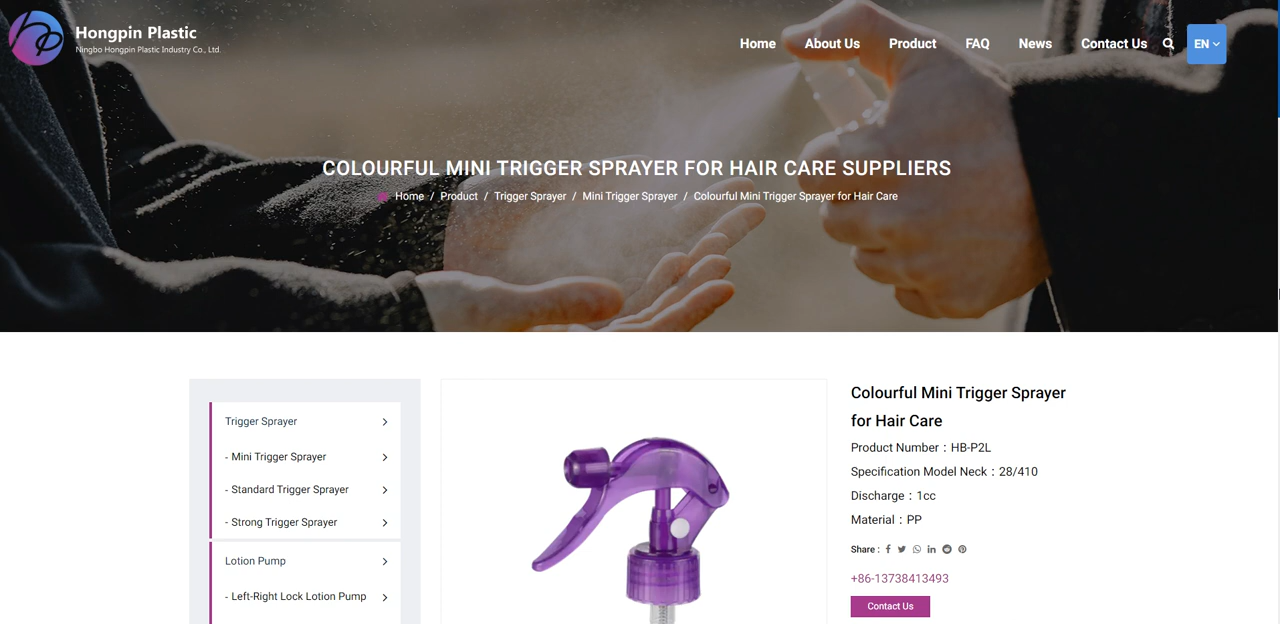 Hongpin Plastic
Ningbo Hongpin Plastic Industry Co., Ltd.
Home About Us Product FAQ News Contact Us EN
COLOURFUL MINI TRIGGER SPRAYER FOR HAIR CARE SUPPLIERS
Home / Product / Trigger Sprayer / Mini Trigger Sprayer / Colourful Mini Trigger Sprayer for Hair Care
Trigger Sprayer
- Mini Trigger Sprayer
- Standard Trigger Sprayer
- Strong Trigger Sprayer
Lotion Pump
- Left-Right Lock Lotion Pump
Colourful Mini Trigger Sprayer
for Hair Care
Product Number：HB-P2L
Specification Model Neck：28/410
Discharge：1cc
Material：PP
Share :
+86-13738413493
Contact Us